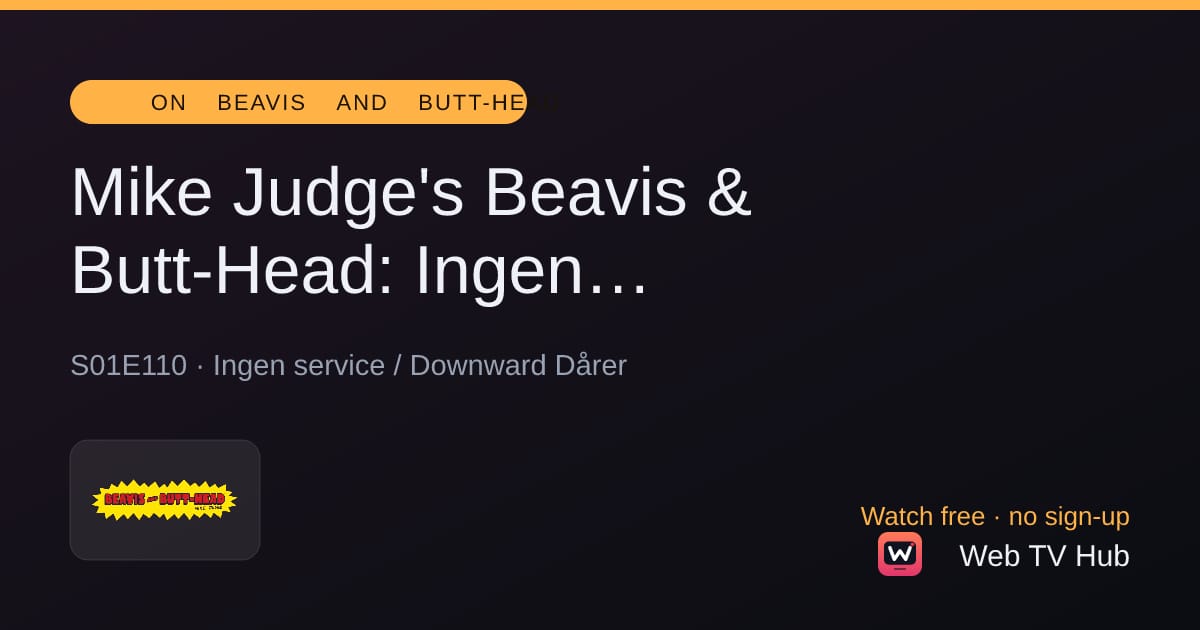 ON BEAVIS AND BUTT-HEAD
Mike Judge's Beavis &
Butt-Head: Ingen…
S01E110 · Ingen service / Downward Dårer
BEAVIS AND BUTT-HEAD
Watch free · no sign-up
W
Web TV Hub